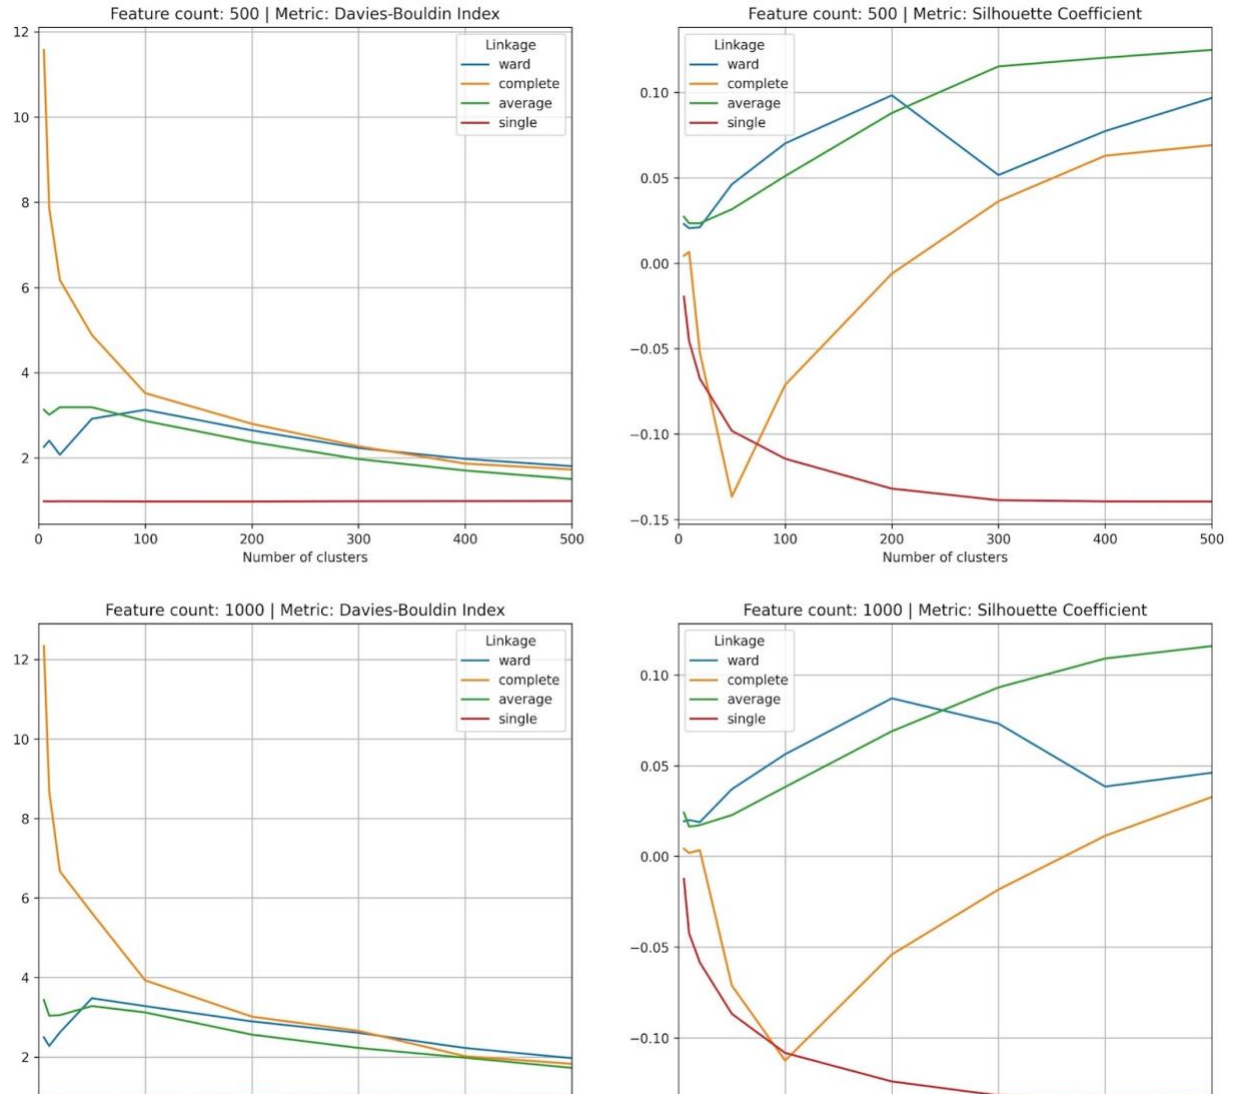 Feature count: 500 | Metric: Davies-Bouldin Index
12
10
8
6
4
2
0 100 200 300 400 500
Number of clusters
Linkage
ward
complete
average
single
Feature count: 500 | Metric: Silhouette Coefficient
0.10
0.05
0.00
−0.05
−0.10
−0.15
0 100 200 300 400 500
Number of clusters
Linkage
ward
complete
average
single
Feature count: 1000 | Metric: Davies-Bouldin Index
12
10
8
6
4
2
Linkage
ward
complete
average
single
Feature count: 1000 | Metric: Silhouette Coefficient
0.10
0.05
0.00
−0.05
−0.10
Linkage
ward
complete
average
single